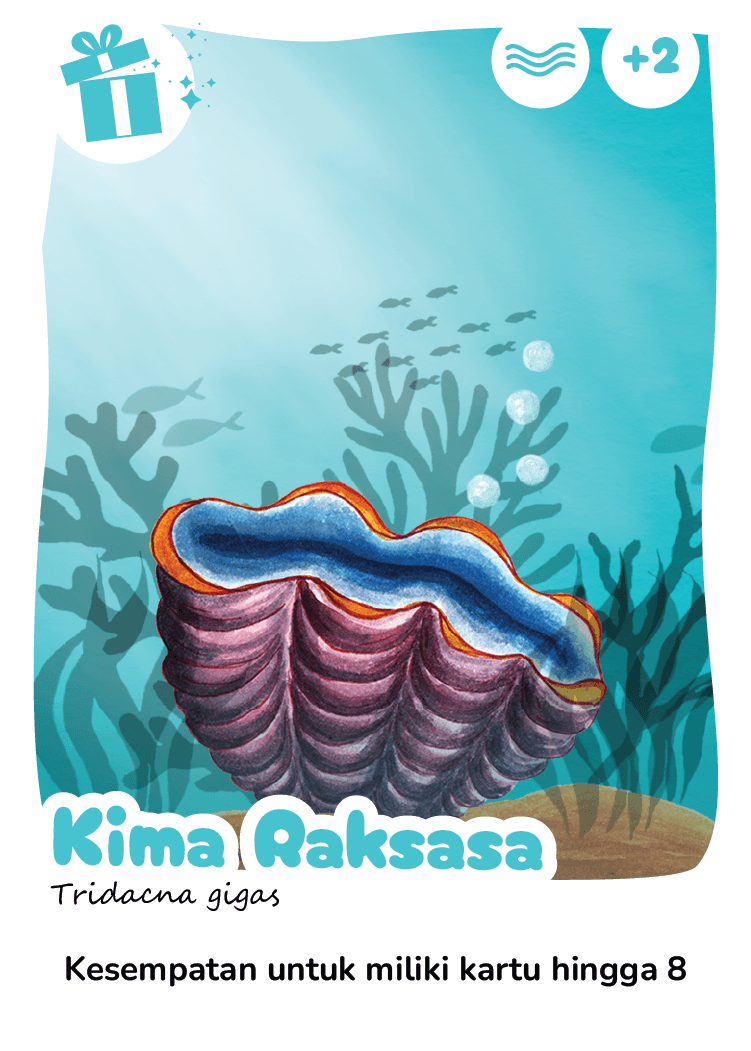 +2
Kima Raksasa
Tridacna gigas
Kesempatan untuk miliki kartu hingga 8